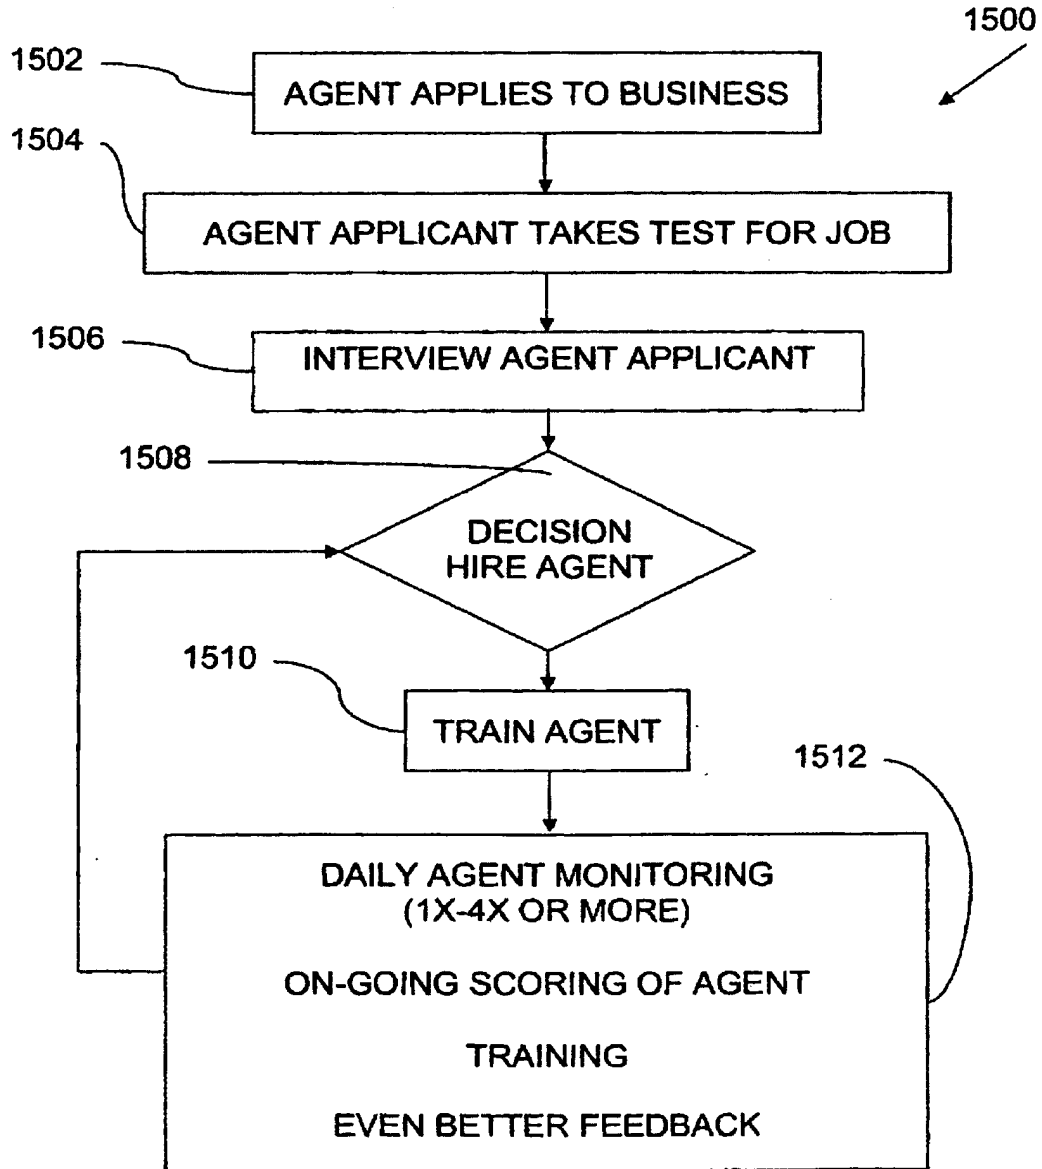 1500
1502
AGENT APPLIES TO BUSINESS
1504
AGENT APPLICANT TAKES TEST FOR JOB
1506
INTERVIEW AGENT APPLICANT
1508
DECISION
HIRE AGENT
1510
TRAIN AGENT
1512
DAILY AGENT MONITORING
(1X-4X OR MORE)
ON-GOING SCORING OF AGENT
TRAINING
EVEN BETTER FEEDBACK